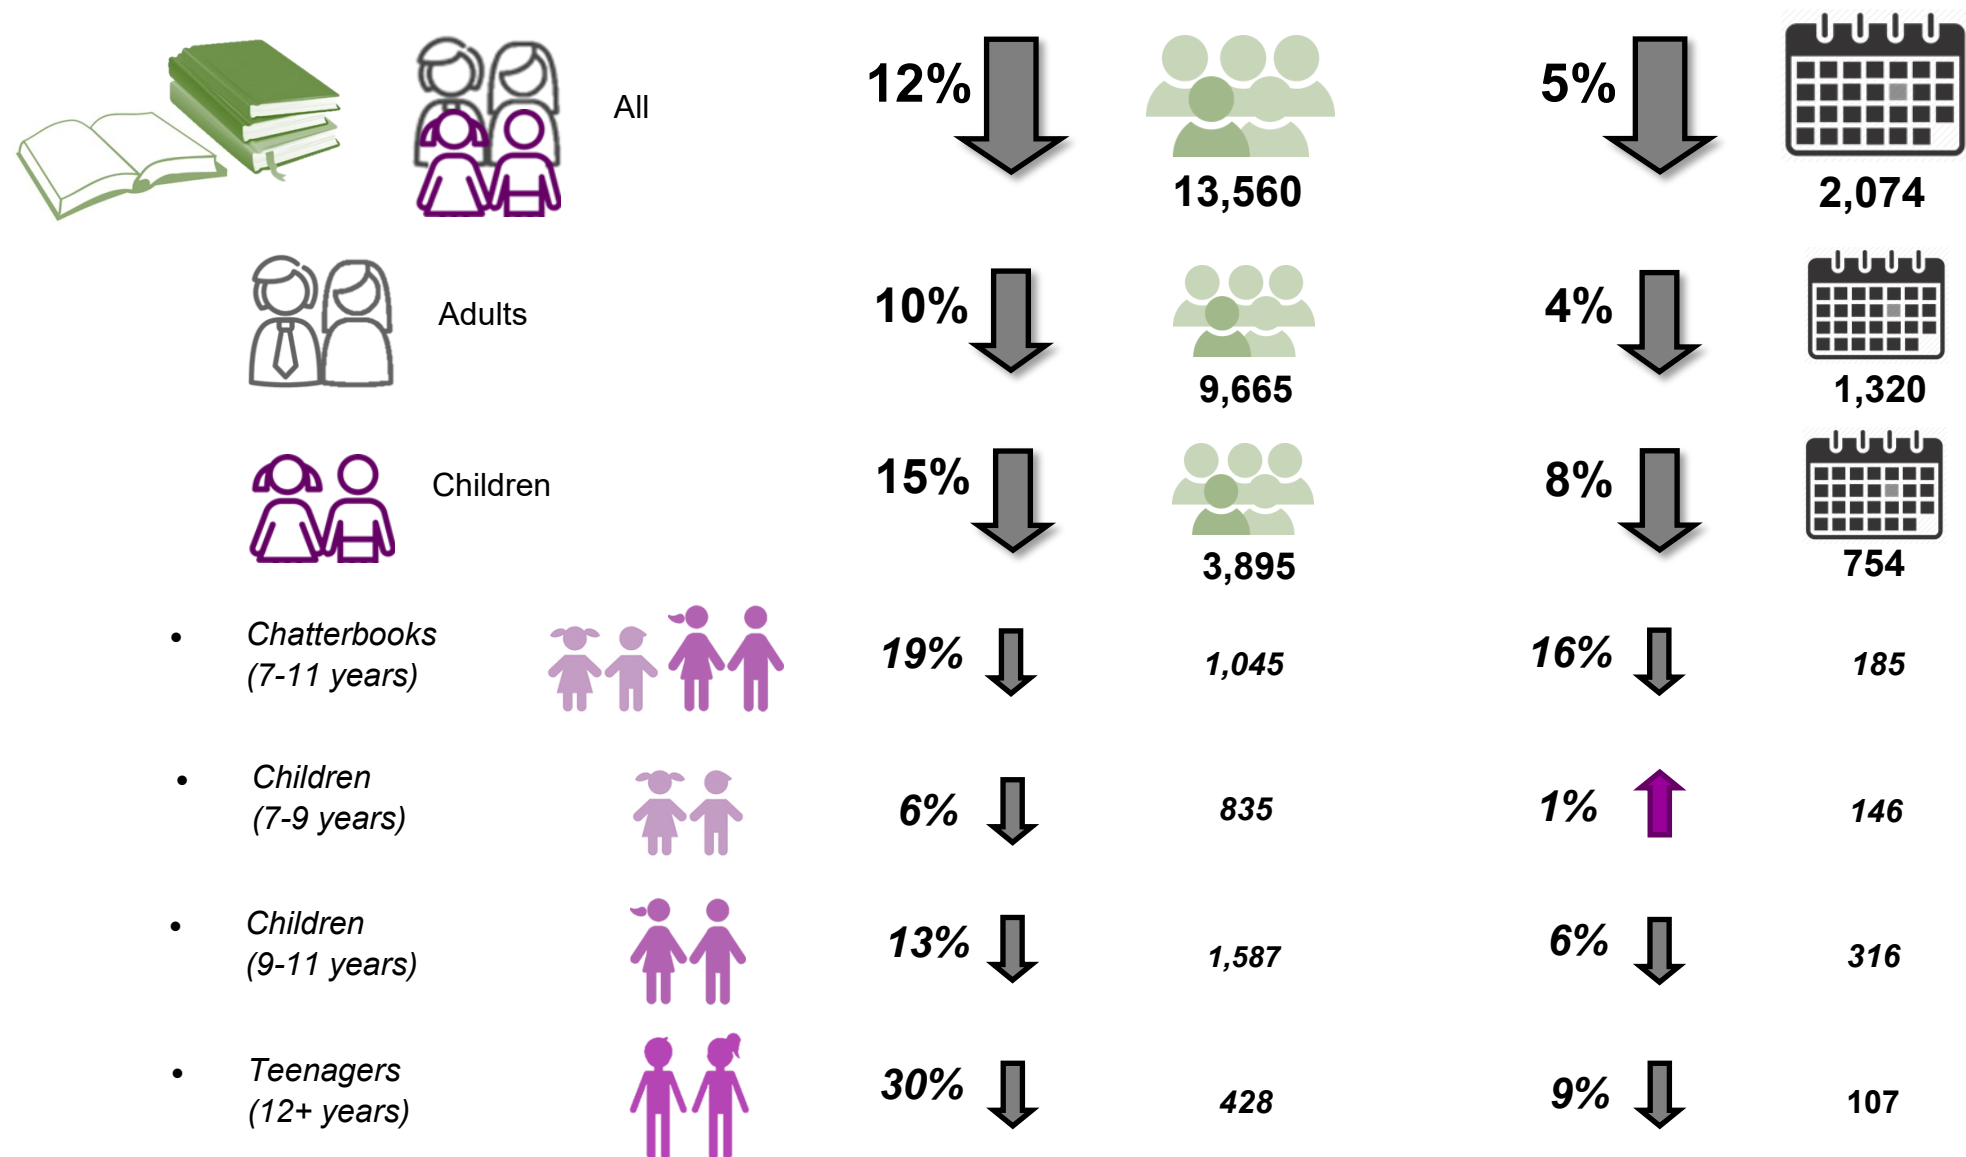 All
12%
13,560
5%
2,074
Adults
10%
9,665
4%
1,320
Children
15%
3,895
8%
754
• Chatterbooks
(7-11 years)
19%
1,045
16%
185
• Children
(7-9 years)
6%
835
1%
146
• Children
(9-11 years)
13%
1,587
6%
316
• Teenagers
(12+ years)
30%
428
9%
107